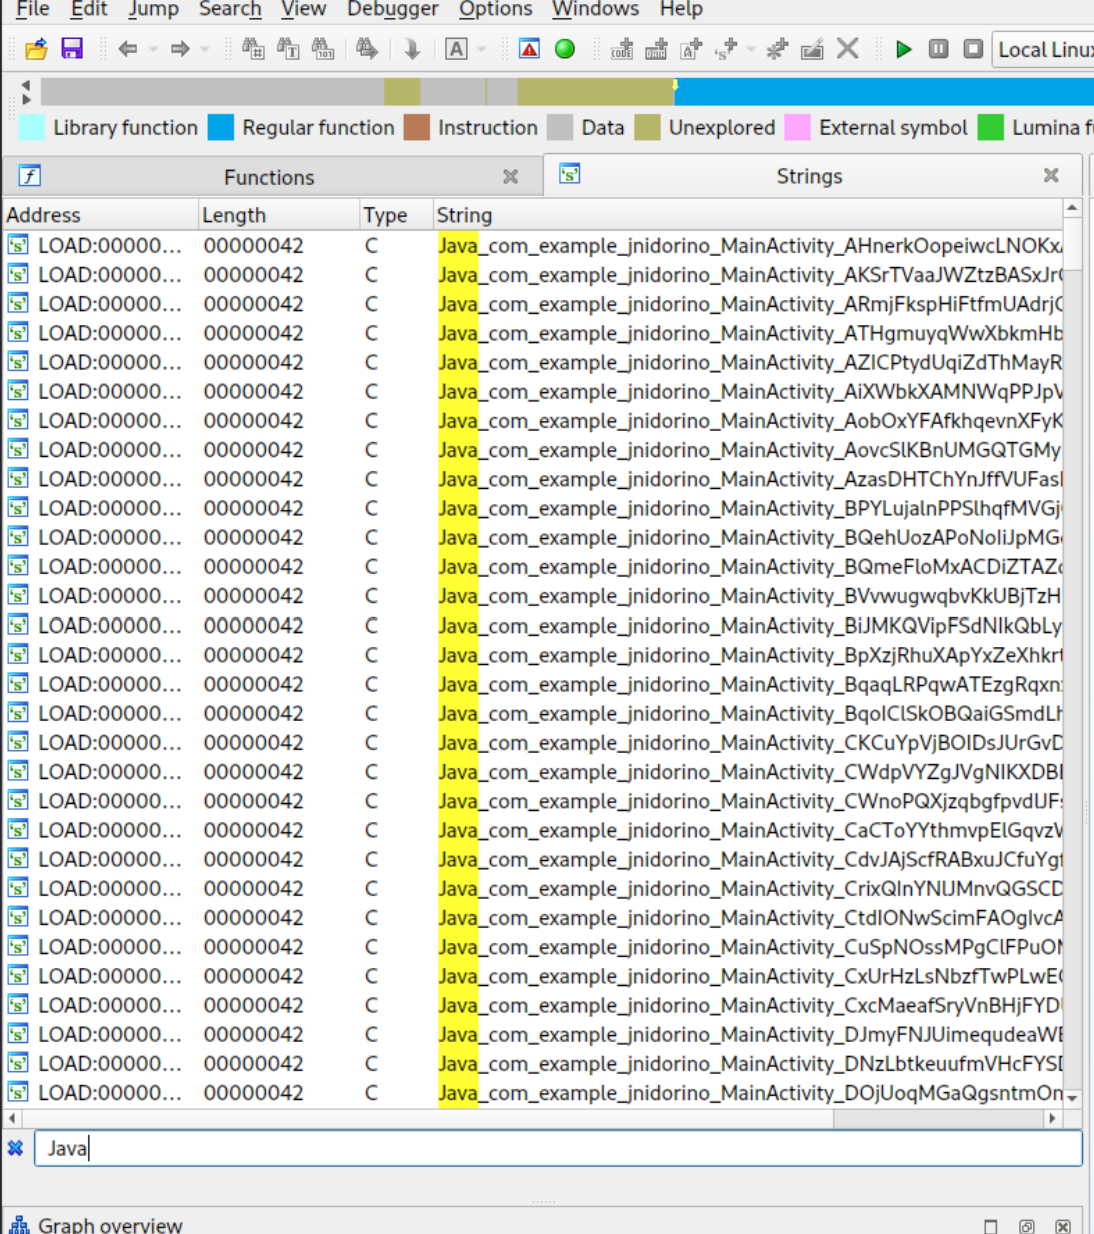 File Edit Jump Search View Debugger Options Windows Help
Local Linux
Library function Regular function Instruction Data Unexplored External symbol Lumina f
Functions Strings
Address Length Type String
LOAD:00000... 00000042 C Java_com_example_jnidorino_MainActivity_AHnerkOopeiwcLNOKx
LOAD:00000... 00000042 C Java_com_example_jnidorino_MainActivity_AKSrTVaaJWZtzBASxJr
LOAD:00000... 00000042 C Java_com_example_jnidorino_MainActivity_ARmjFkspHiFtfmUAdrj
LOAD:00000... 00000042 C Java_com_example_jnidorino_MainActivity_ATHgmuyqWwXbkmHb
LOAD:00000... 00000042 C Java_com_example_jnidorino_MainActivity_AZICPtydUqiZdThMayR
LOAD:00000... 00000042 C Java_com_example_jnidorino_MainActivity_AiXWbkXAMNWqPPJpV
LOAD:00000... 00000042 C Java_com_example_jnidorino_MainActivity_AobOxYFAfkhqevnXFyK
LOAD:00000... 00000042 C Java_com_example_jnidorino_MainActivity_AovcSlKBnUMGQTGMy
LOAD:00000... 00000042 C Java_com_example_jnidorino_MainActivity_AzasDHTChYnJffVUFas
LOAD:00000... 00000042 C Java_com_example_jnidorino_MainActivity_BPYLujalnPPSlhqfMVGj
LOAD:00000... 00000042 C Java_com_example_jnidorino_MainActivity_BQehUozAPoNoliJpMG
LOAD:00000... 00000042 C Java_com_example_jnidorino_MainActivity_BQmeFloMxACDiZTAZ
LOAD:00000... 00000042 C Java_com_example_jnidorino_MainActivity_BVvwugwqbvKkUBjTzH
LOAD:00000... 00000042 C Java_com_example_jnidorino_MainActivity_BiJMKQVipFSdNIkQbLy
LOAD:00000... 00000042 C Java_com_example_jnidorino_MainActivity_BpXzjRhuXApYxZeXhkr
LOAD:00000... 00000042 C Java_com_example_jnidorino_MainActivity_BqaqLRPqwATEzgRqxn
LOAD:00000... 00000042 C Java_com_example_jnidorino_MainActivity_BqoIClSkOBQaiGSmdL
LOAD:00000... 00000042 C Java_com_example_jnidorino_MainActivity_CKCuYpVjBOIDsJUrGvD
LOAD:00000... 00000042 C Java_com_example_jnidorino_MainActivity_CWdpVYZgJVgNIKXDB
LOAD:00000... 00000042 C Java_com_example_jnidorino_MainActivity_CWnoPQXjzqbgfpvdUF
LOAD:00000... 00000042 C Java_com_example_jnidorino_MainActivity_CaCToYYthmvpElGqvz
LOAD:00000... 00000042 C Java_com_example_jnidorino_MainActivity_CdvJAjScfRABxuJCfuYg
LOAD:00000... 00000042 C Java_com_example_jnidorino_MainActivity_CrixQInYNUMnvQGSCD
LOAD:00000... 00000042 C Java_com_example_jnidorino_MainActivity_CtdIONwScimFAOglvcA
LOAD:00000... 00000042 C Java_com_example_jnidorino_MainActivity_CuSpNOssMPgClFPuO
LOAD:00000... 00000042 C Java_com_example_jnidorino_MainActivity_CxUrHzLsNbzfTwPLwE
LOAD:00000... 00000042 C Java_com_example_jnidorino_MainActivity_CxcMaeafSryVnBHjFYD
LOAD:00000... 00000042 C Java_com_example_jnidorino_MainActivity_DJmyFNJUimequdeaW
LOAD:00000... 00000042 C Java_com_example_jnidorino_MainActivity_DNzLbtkeuufmVHcFYS
LOAD:00000... 00000042 C Java_com_example_jnidorino_MainActivity_DOjUoqMGaQgsntmOn
Java
Graph overview